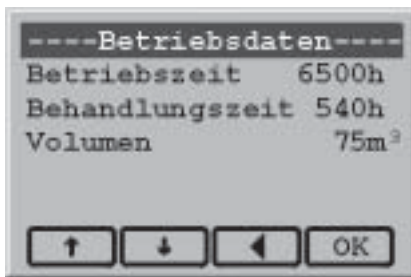 ----Betriebsdaten----
Betriebszeit 6500h
Behandlungszeit 540h
Volumen 75m³
↑ ↓ ◀ OK